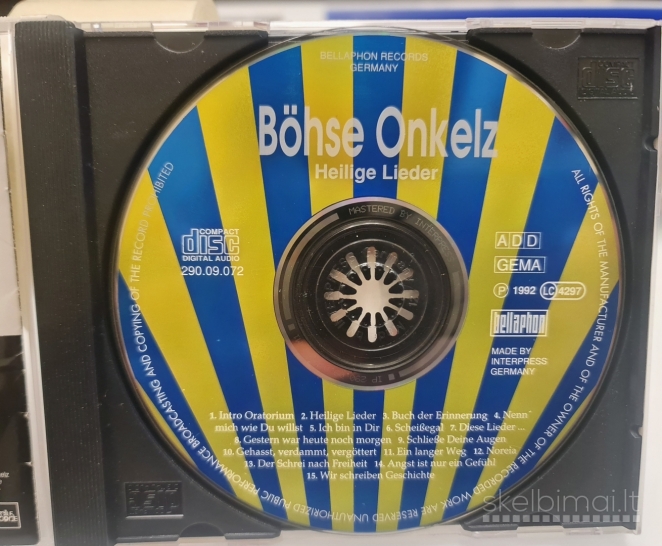 BELLAPHON RECORDS
GERMANY
Böhse Onkelz
Heilige Lieder
MASTERED BY
COMPACT
disc
DIGITAL AUDIO
290.09.072
ADD
GEMA
P 1992 LC 4297
bellaphon
MADE BY
INTERPRESS
GERMANY
1. Intro Oratorium 2. Heilige Lieder 3. Buch der Erinnerung 4. Nenn'
mich wie Du willst 5. Ich bin in Dir 6. Scheißegal 7. Diese Lieder ...
8. Gestern war heute noch morgen 9. Schließe Deine Augen
10. Gehasst, verdammt, vergöttert 11. Ein langer Weg 12. Noreia
13. Der Schrei nach Freiheit 14. Angst ist nur ein Gefühl
15. Wir schreiben Geschichte
ALL RIGHTS OF THE MANUFACTURER AND OF THE OWNER OF THE RECORDED WORK ARE RESERVED UNAUTHORIZED PUBLIC PERFORMANCE BROADCASTING AND COPYING OF THE RECORD PROHIBITED
skelbimai.lt